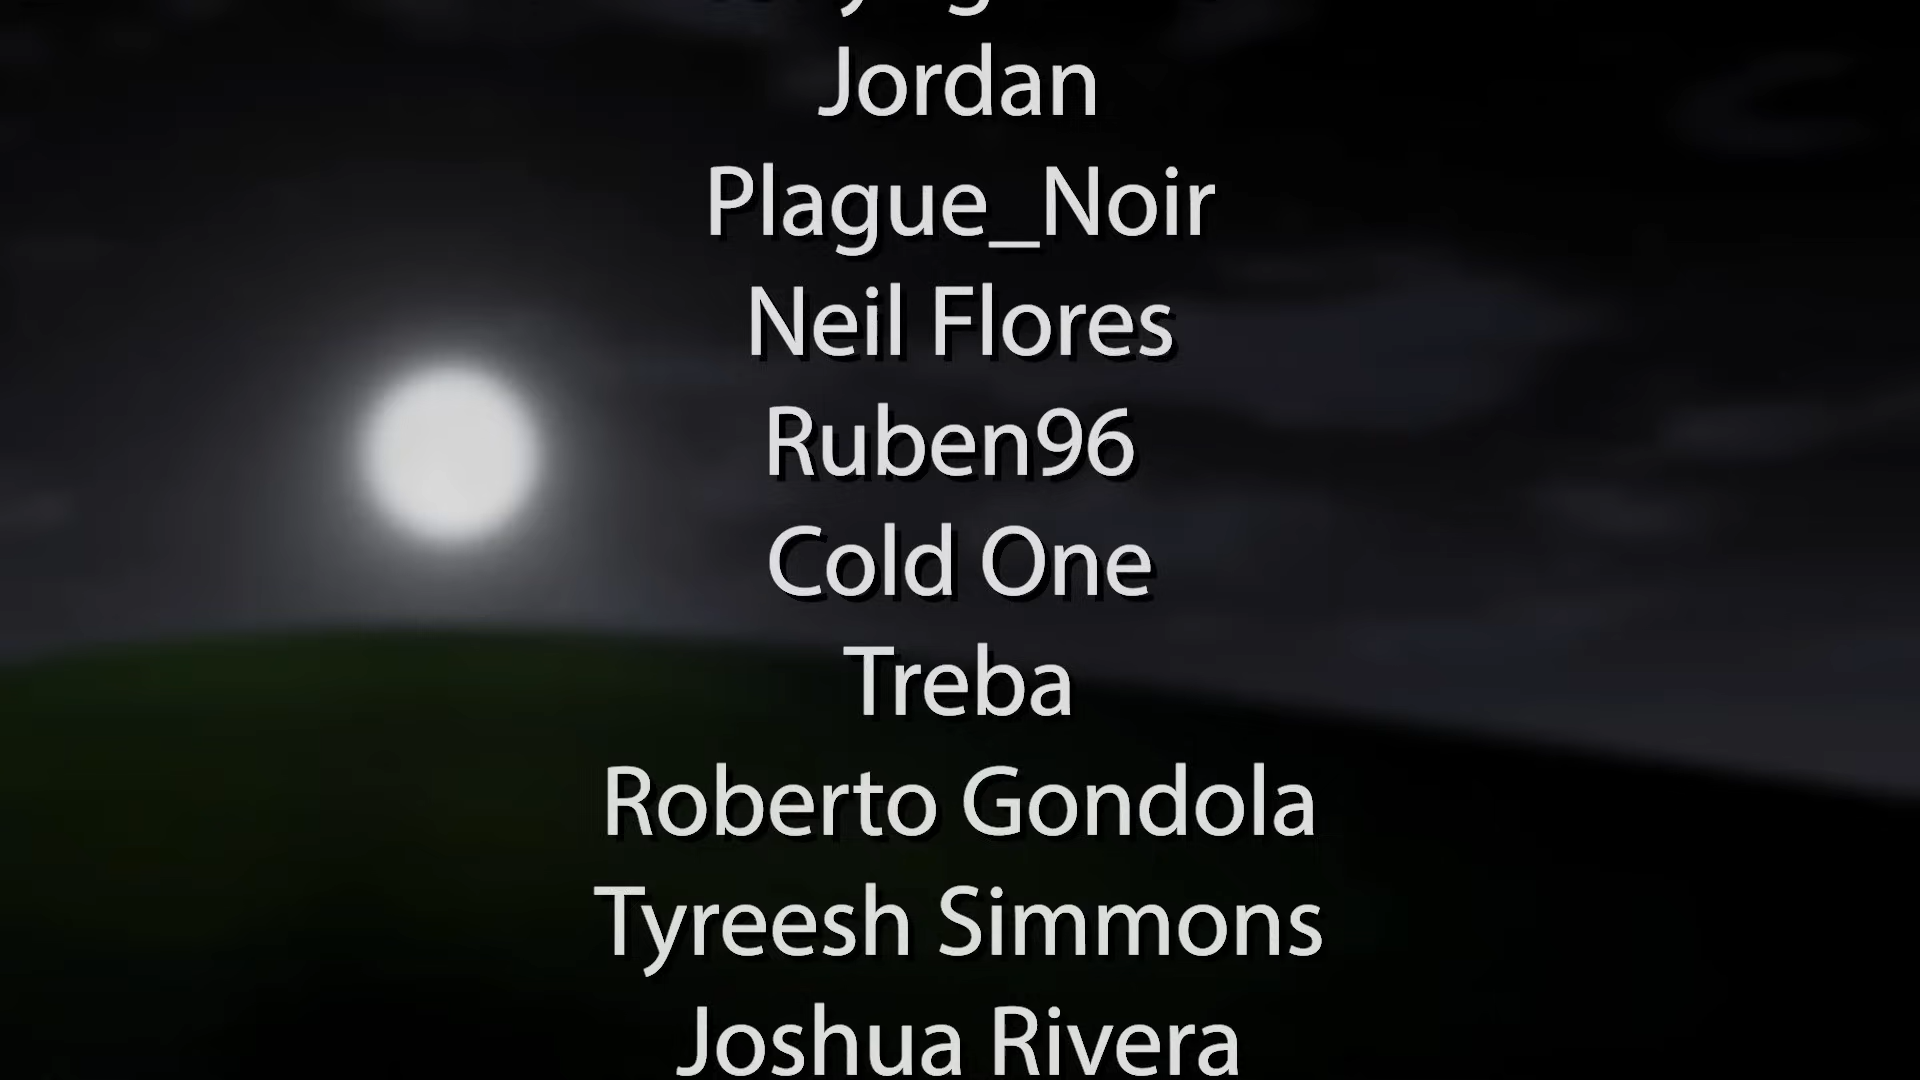 Jordan
Plague_Noir
Neil Flores
Ruben96
Cold One
Treba
Roberto Gondola
Tyreesh Simmons
Joshua Rivera